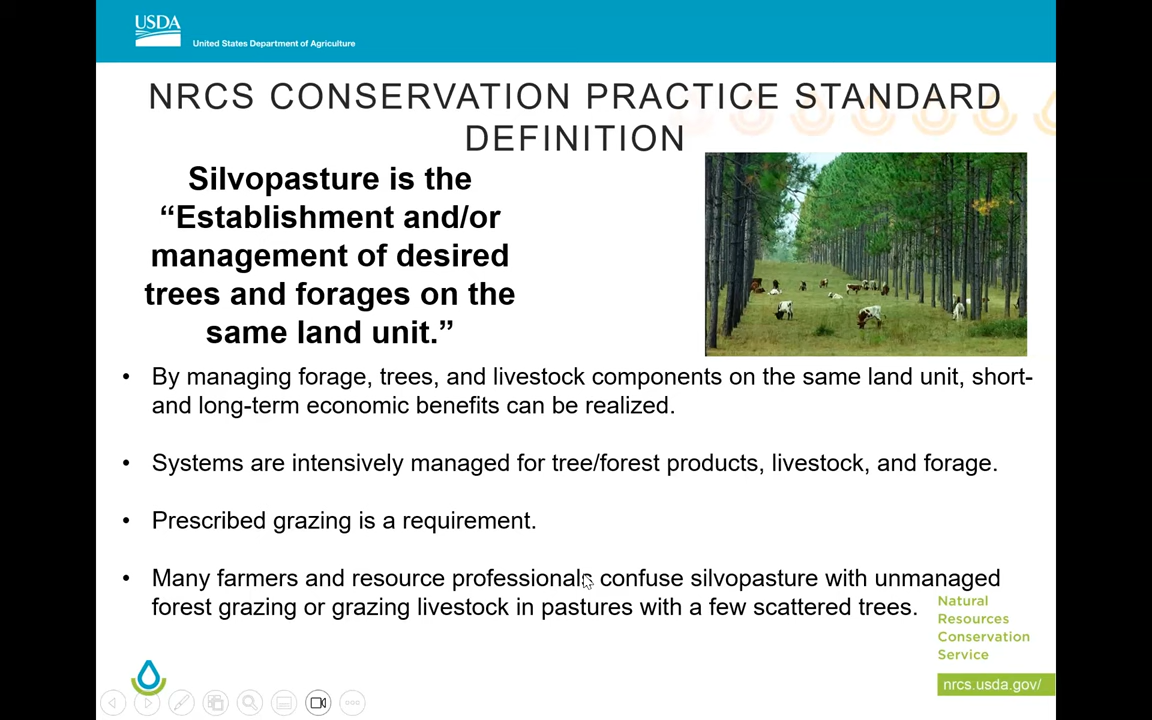 USDA
United States Department of Agriculture
NRCS CONSERVATION PRACTICE STANDARD
DEFINITION
Silvopasture is the
“Establishment and/or
management of desired
trees and forages on the
same land unit.”
• By managing forage, trees, and livestock components on the same land unit, short-
and long-term economic benefits can be realized.
• Systems are intensively managed for tree/forest products, livestock, and forage.
• Prescribed grazing is a requirement.
• Many farmers and resource professionals confuse silvopasture with unmanaged
forest grazing or grazing livestock in pastures with a few scattered trees.
Natural
Resources
Conservation
Service
nrcs.usda.gov/